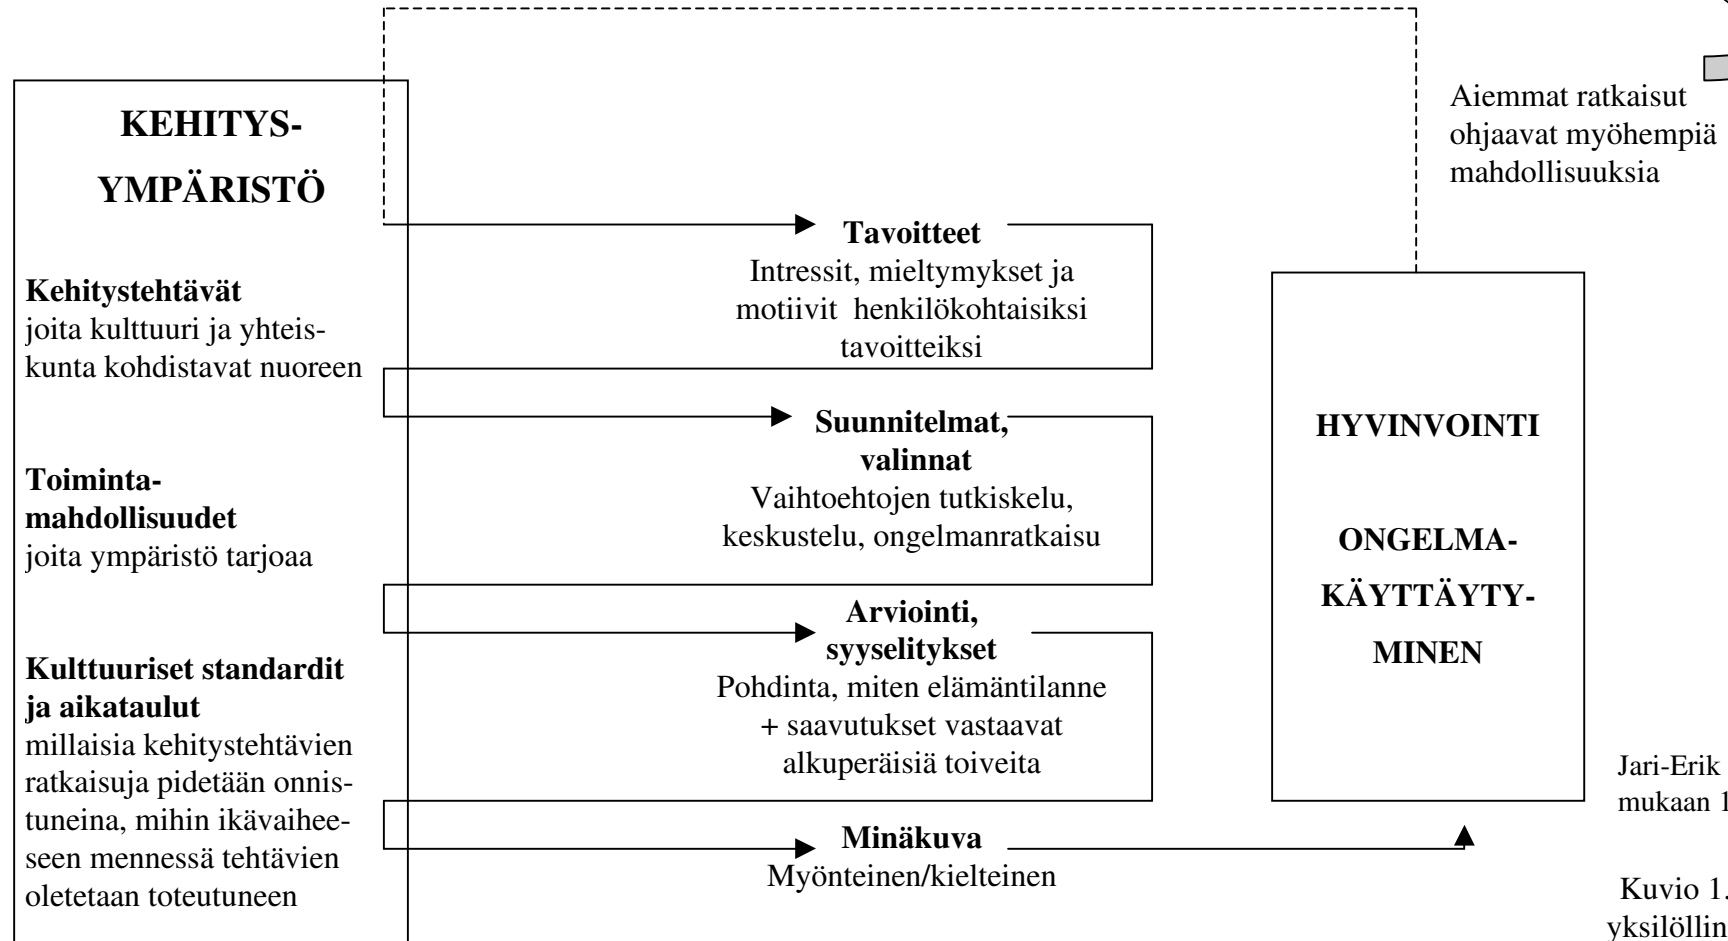 KEHITYS-
YMPÄRISTÖ
Kehitystehtävät
joita kulttuuri ja yhteis-
kunta kohdistavat nuoreen
Toiminta-
mahdollisuudet
joita ympäristö tarjoaa
Kulttuuriset standardit
ja aikataulut
millaisia kehitystehtävien
ratkaisuja pidetään onnis-
tuneina, mihin ikävaihee-
seen mennessä tehtävien
oletetaan toteutuneen
Tavoitteet
Intressit, mieltymykset ja
motiivit henkilökohtaisiksi
tavoitteiksi
Suunnitelmat,
valinnat
Vaihtoehtojen tutkiskelu,
keskustelu, ongelmanratkaisu
Arviointi,
syyselitykset
Pohdinta, miten elämäntilanne
+ saavutukset vastaavat
alkuperäisiä toiveita
Minäkuva
Myönteinen/kielteinen
Aiemmat ratkaisut
ohjaavat myöhempiä
mahdollisuuksia
HYVINVOINTI
ONGELMA-
KÄYTTÄYTY-
MINEN
Jari-Erik
mukaan 1
Kuvio 1.
yksilöllin